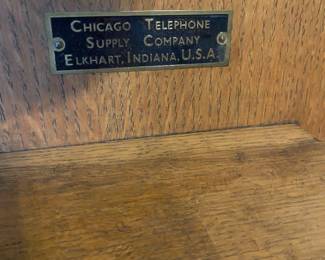 Chicago Telephone
Supply Company
Elkhart, Indiana, U.S.A.